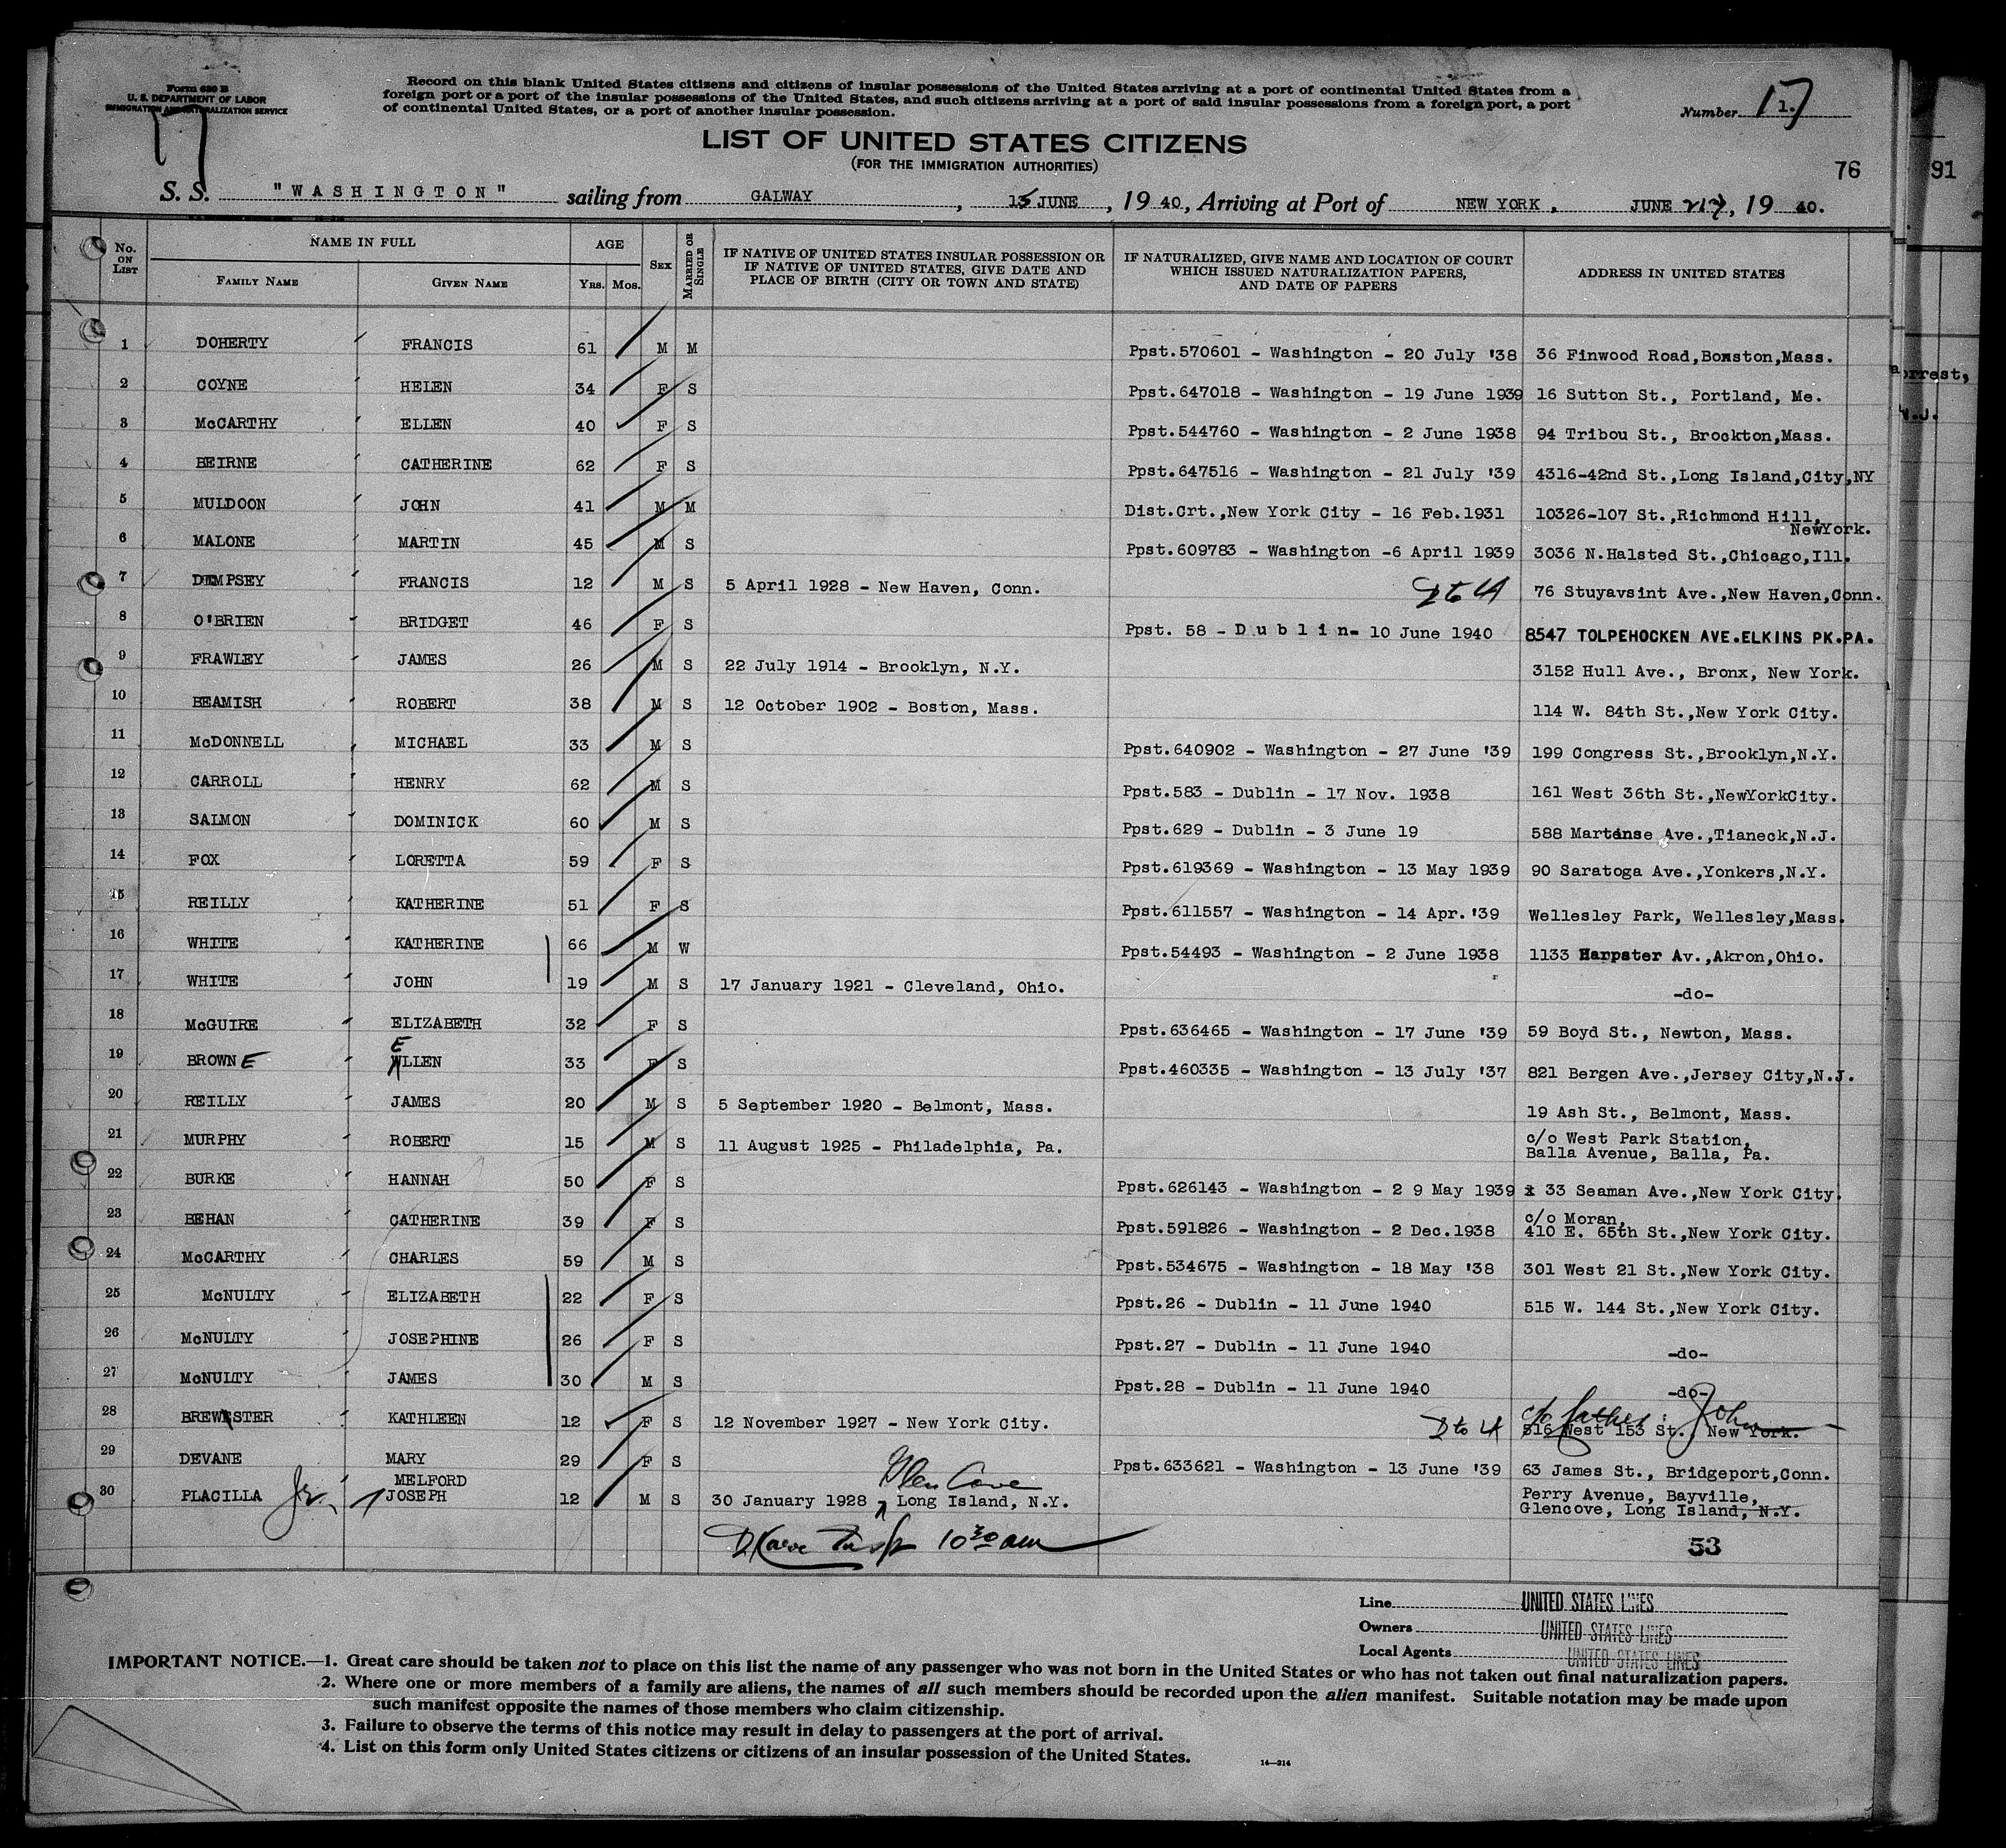 Form 630 B
U. S. DEPARTMENT OF LABOR
IMMIGRATION AND NATURALIZATION SERVICE
Record on this blank United States citizens and citizens of insular possessions of the United States arriving at a port of continental United States from a
foreign port or a port of the insular possessions of the United States, and such citizens arriving at a port of said insular possessions from a foreign port, a port
of continental United States, or a port of another insular possession.
Number 17
LIST OF UNITED STATES CITIZENS
(FOR THE IMMIGRATION AUTHORITIES)
76
91
S. S. "WASHINGTON" sailing from GALWAY, 15 JUNE, 19 40, Arriving at Port of NEW YORK, JUNE 21, 19 40.
No. ON LIST NAME IN FULL FAMILY NAME GIVEN NAME AGE YRS. MOS. SEX MARRIED OR SINGLE IF NATIVE OF UNITED STATES INSULAR POSSESSION OR IF NATIVE OF UNITED STATES, GIVE DATE AND PLACE OF BIRTH (CITY OR TOWN AND STATE) IF NATURALIZED, GIVE NAME AND LOCATION OF COURT WHICH ISSUED NATURALIZATION PAPERS, AND DATE OF PAPERS ADDRESS IN UNITED STATES
1 DOHERTY FRANCIS 61 M M Ppst.570601 - Washington - 20 July '38 36 Finwood Road,Boxston,Mass.
2 COYNE HELEN 34 F S Ppst.647018 - Washington - 19 June 1939 16 Sutton St., Portland, Me.
3 McCARTHY ELLEN 40 F S Ppst.544760 - Washington - 2 June 1938 94 Tribou St., Brockton,Mass.
4 BEIRNE CATHERINE 62 F S Ppst.647516 - Washington - 21 July '39 4316-42nd St.,Long Island,City,NY
5 MULDOON JOHN 41 M M Dist.Crt.,New York City - 16 Feb.1931 10326-107 St.,Richmond Hill,
NewYork.
6 MALONE MARTIN 45 M S Ppst.609783 - Washington -6 April 1939 3036 N.Halsted St.,Chicago,Ill.
7 DEMPSEY FRANCIS 12 M S 5 April 1928 - New Haven, Conn. 76 Stuyavsint Ave.,New Haven,Conn.
8 O'BRIEN BRIDGET 46 F S Ppst. 58 - Dublin- 10 June 1940 8547 TOLPEHOCKEN AVE.ELKINS PK.PA.
9 FRAWLEY JAMES 26 M S 22 July 1914 - Brooklyn, N.Y. 3152 Hull Ave., Bronx, New York.
10 BEAMISH ROBERT 38 M S 12 October 1902 - Boston, Mass. 114 W. 84th St.,New York City.
11 McDONNELL MICHAEL 33 M S Ppst.640902 - Washington - 27 June '39 199 Congress St.,Brooklyn,N.Y.
12 CARROLL HENRY 62 M S Ppst.583 - Dublin - 17 Nov. 1938 161 West 36th St.,NewYorkCity.
13 SALMON DOMINICK 60 M S Ppst.629 - Dublin - 3 June 19 588 Martense Ave.,Tianeck,N.J.
14 FOX LORETTA 59 F S Ppst.619369 - Washington - 13 May 1939 90 Saratoga Ave.,Yonkers,N.Y.
15 REILLY KATHERINE 51 F S Ppst.611557 - Washington - 14 Apr.'39 Wellesley Park, Wellesley,Mass.
16 WHITE KATHERINE 66 M W Ppst.54493 - Washington - 2 June 1938 1133 Harpster Av.,Akron,Ohio.
17 WHITE JOHN 19 M S 17 January 1921 - Cleveland, Ohio. -do-
18 McGUIRE ELIZABETH 32 F S Ppst.636465 - Washington - 17 June '39 59 Boyd St., Newton, Mass.
19 BROWNE ELLEN 33 F S Ppst.460335 - Washington - 13 July '37 821 Bergen Ave.,Jersey City,N.J.
20 REILLY JAMES 20 M S 5 September 1920 - Belmont, Mass. 19 Ash St., Belmont, Mass.
21 MURPHY ROBERT 15 M S 11 August 1925 - Philadelphia, Pa. c/o West Park Station,
Balla Avenue, Balla, Pa.
22 BURKE HANNAH 50 F S Ppst.626143 - Washington - 2 9 May 1939 33 Seaman Ave.,New York City.
23 BEHAN CATHERINE 39 F S Ppst.591826 - Washington - 2 Dec.1938 c/o Moran,
410 E. 65th St.,New York City.
24 McCARTHY CHARLES 59 M S Ppst.534675 - Washington - 18 May '38 301 West 21 St.,New York City.
25 McNULTY ELIZABETH 22 F S Ppst.26 - Dublin - 11 June 1940 515 W. 144 St.,New York City.
26 McNULTY JOSEPHINE 26 F S Ppst.27 - Dublin - 11 June 1940 -do-
27 McNULTY JAMES 30 M S Ppst.28 - Dublin - 11 June 1940 -do-
c/o father: John
28 BREWSTER KATHLEEN 12 F S 12 November 1927 - New York City. 516 West 153 St., New York.
29 DEVANE MARY 29 F S Ppst.633621 - Washington - 13 June '39 63 James St., Bridgeport,Conn.
MELFORD Glen Cove
30 PLACILLA Jr. JOSEPH 12 M S 30 January 1928 Long Island, N.Y. Perry Avenue, Bayville,
Glencove, Long Island, N.Y.
10 30 am
53
Line UNITED STATES LINES
Owners UNITED STATES LINES
Local Agents UNITED STATES LINES
IMPORTANT NOTICE.—1. Great care should be taken not to place on this list the name of any passenger who was not born in the United States or who has not taken out final naturalization papers.
2. Where one or more members of a family are aliens, the names of all such members should be recorded upon the alien manifest. Suitable notation may be made upon
such manifest opposite the names of those members who claim citizenship.
3. Failure to observe the terms of this notice may result in delay to passengers at the port of arrival.
4. List on this form only United States citizens or citizens of an insular possession of the United States.
14—214